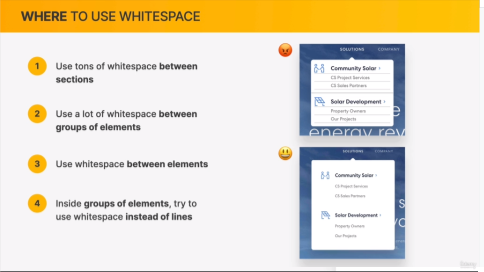 WHERE TO USE WHITESPACE
1
Use tons of whitespace between
sections
2
Use a lot of whitespace between
groups of elements
3
Use whitespace between elements
4
Inside groups of elements, try to
use whitespace instead of lines
SOLUTIONS COMPANY
Community Solar >
CS Project Services
CS Sales Partners
Solar Development >
Property Owners
Our Projects
energy rev
SOLUTIONS COMPANY
Community Solar >
CS Project Services
CS Sales Partners
Solar Development >
Property Owners
Our Projects